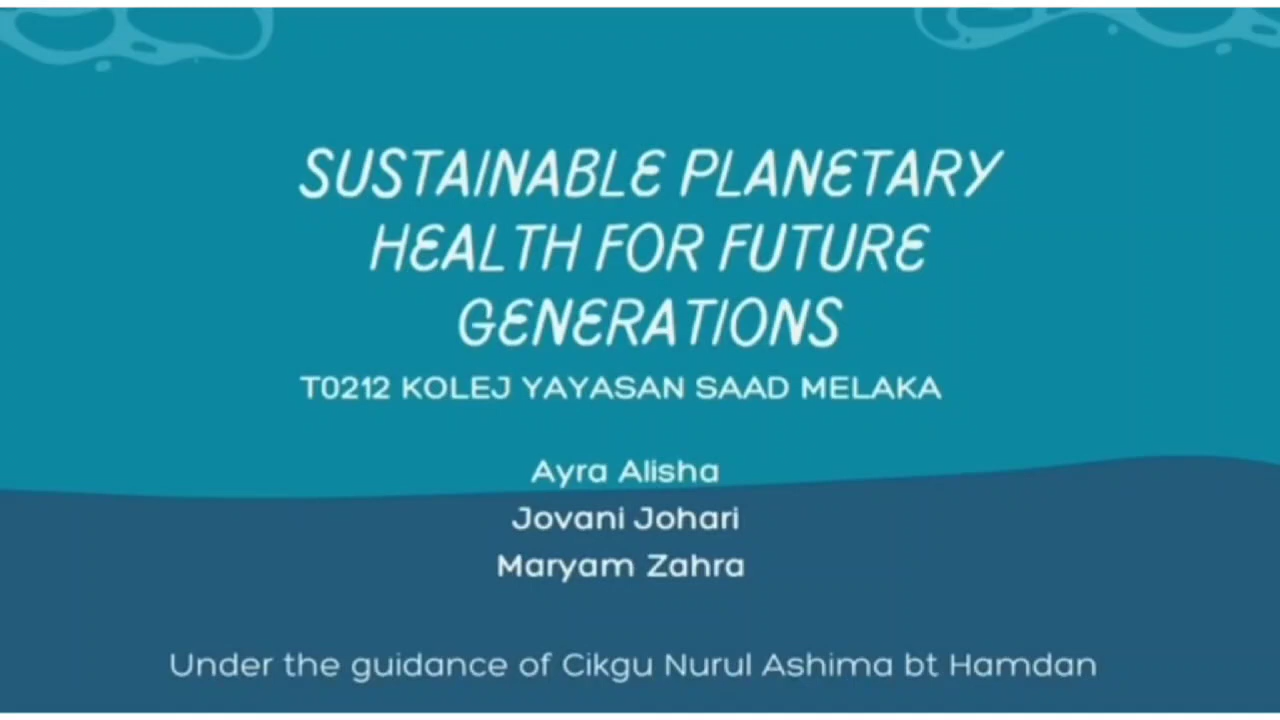 SUSTAINABLE PLANETARY
HEALTH FOR FUTURE
GENERATIONS
T0212 KOLEJ YAYASAN SAAD MELAKA
Ayra Alisha
Jovani Johari
Maryam Zahra
Under the guidance of Cikgu Nurul Ashima bt Hamdan